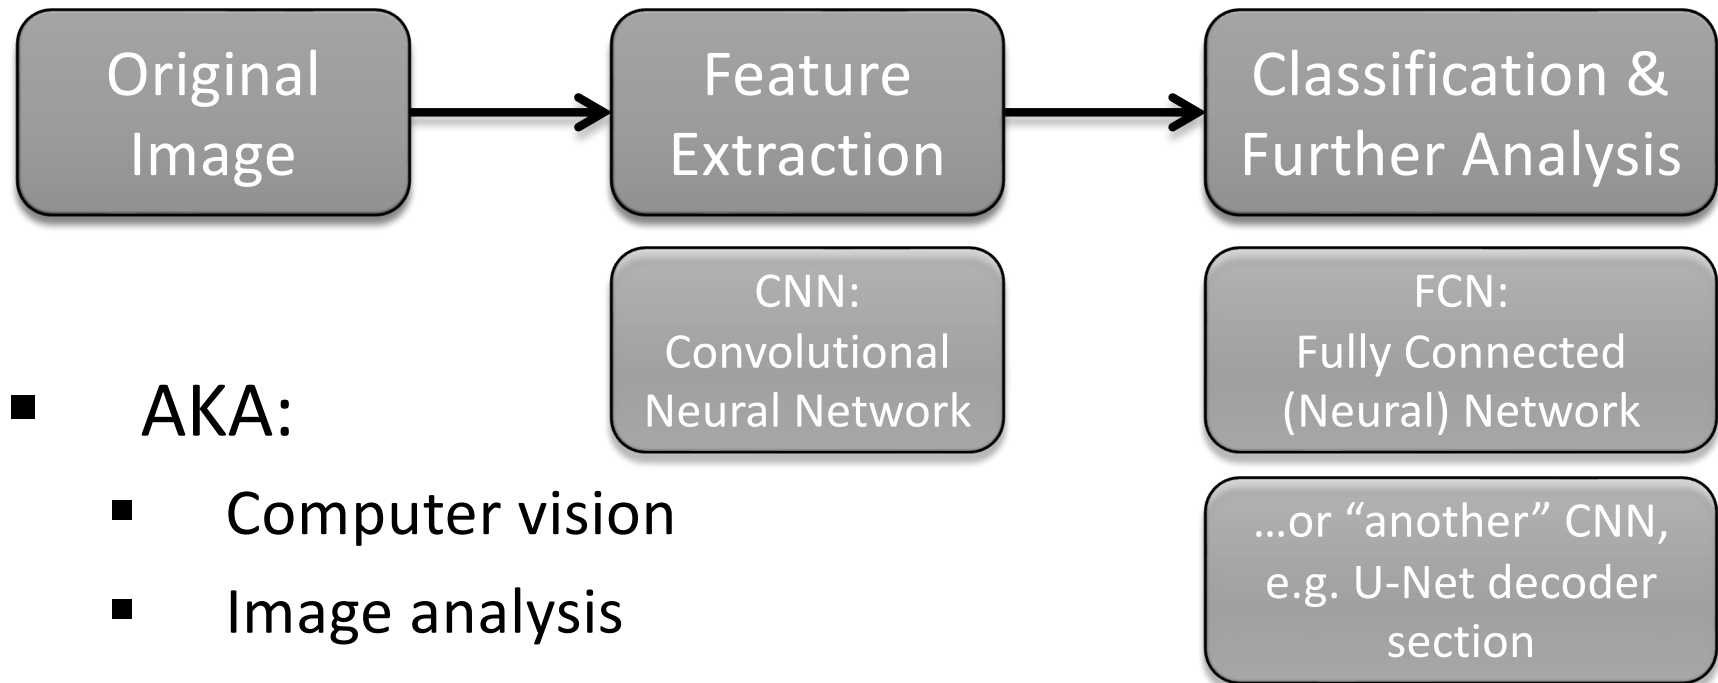 Original
Image
Feature
Extraction
Classification &
Further Analysis
CNN:
Convolutional
Neural Network
FCN:
Fully Connected
(Neural) Network
…or “another” CNN,
e.g. U-Net decoder
section
▪ AKA:
▪ Computer vision
▪ Image analysis